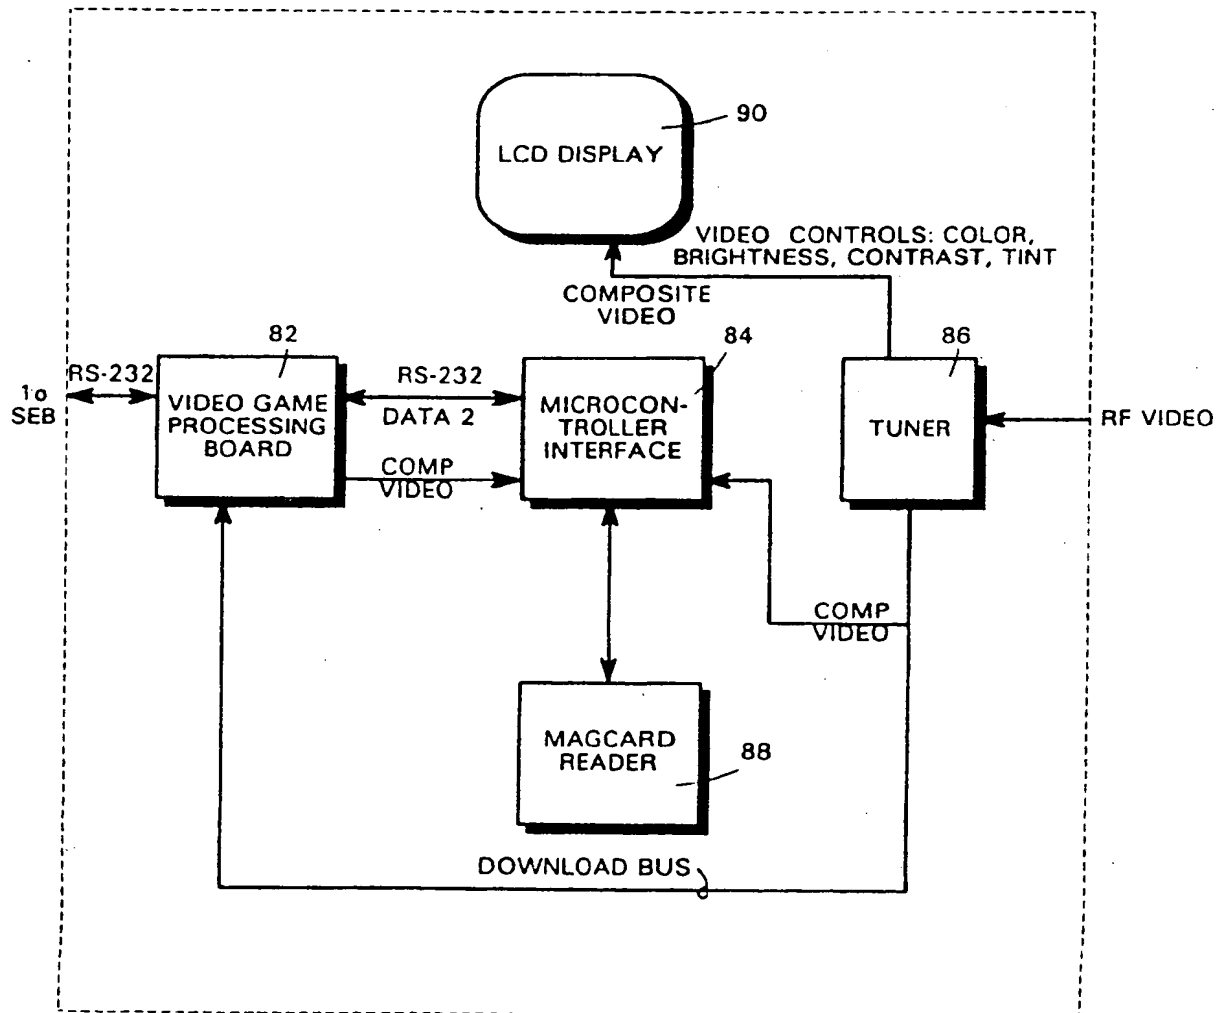 90
LCD DISPLAY
VIDEO CONTROLS: COLOR,
BRIGHTNESS, CONTRAST, TINT
COMPOSITE
VIDEO
82
84
86
RS-232
to
SEB
VIDEO GAME
PROCESSING
BOARD
RS-232
DATA 2
COMP
VIDEO
MICROCON-
TROLLER
INTERFACE
TUNER
RF VIDEO
COMP
VIDEO
MAGCARD
READER
88
DOWNLOAD BUS